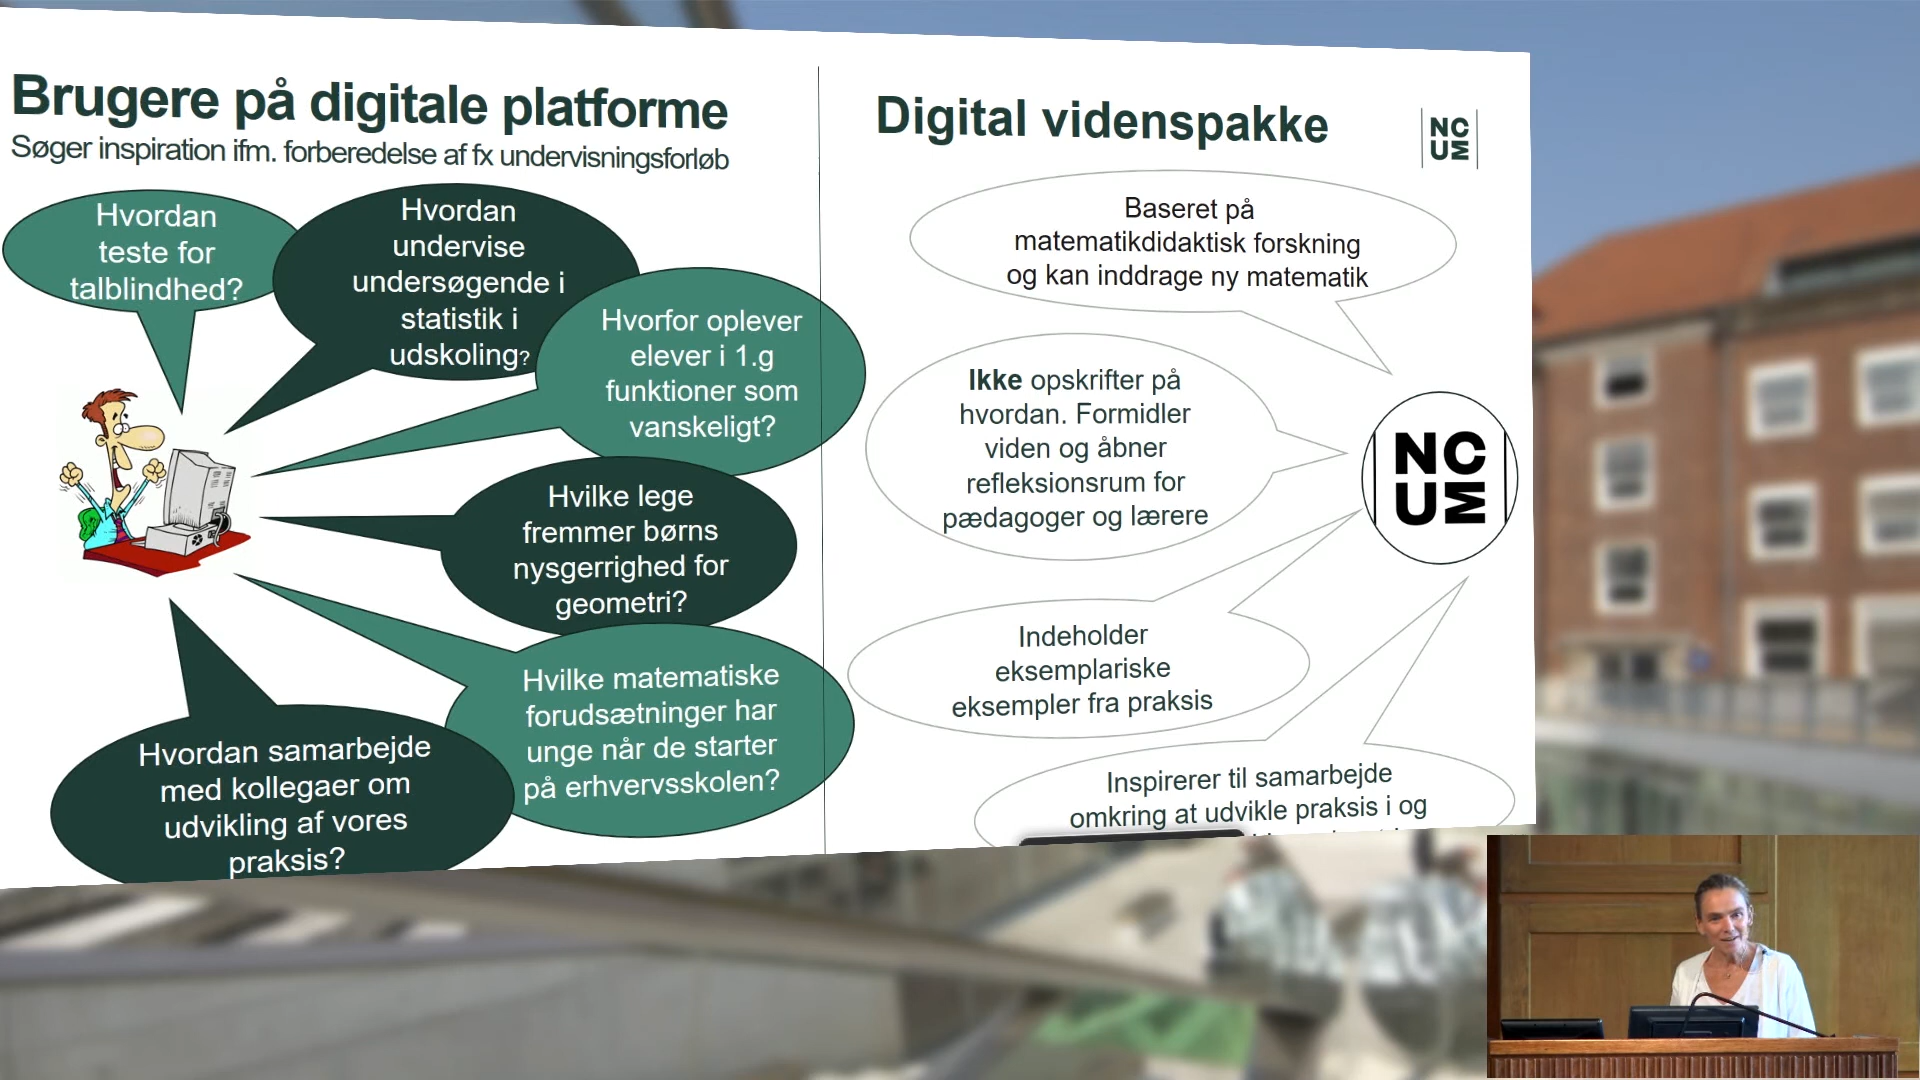 Brugere på digitale platforme
Søger inspiration ifm. forberedelse af fx undervisningsforløb
Hvordan
teste for
talblindhed?
Hvordan
undervise
undersøgende i
statistik i
udskoling?
Hvorfor oplever
elever i 1.g
funktioner som
vanskeligt?
Hvilke lege
fremmer børns
nysgerrighed for
geometri?
Hvilke matematiske
forudsætninger har
unge når de starter
på erhvervsskolen?
Hvordan samarbejde
med kollegaer om
udvikling af vores
praksis?
Digital videnspakke
NC
UM
Baseret på
matematikdidaktisk forskning
og kan inddrage ny matematik
Ikke opskrifter på
hvordan. Formidler
viden og åbner
refleksionsrum for
pædagoger og lærere
NC
UM
Indeholder
eksemplariske
eksempler fra praksis
Inspirerer til samarbejde
omkring at udvikle praksis i og